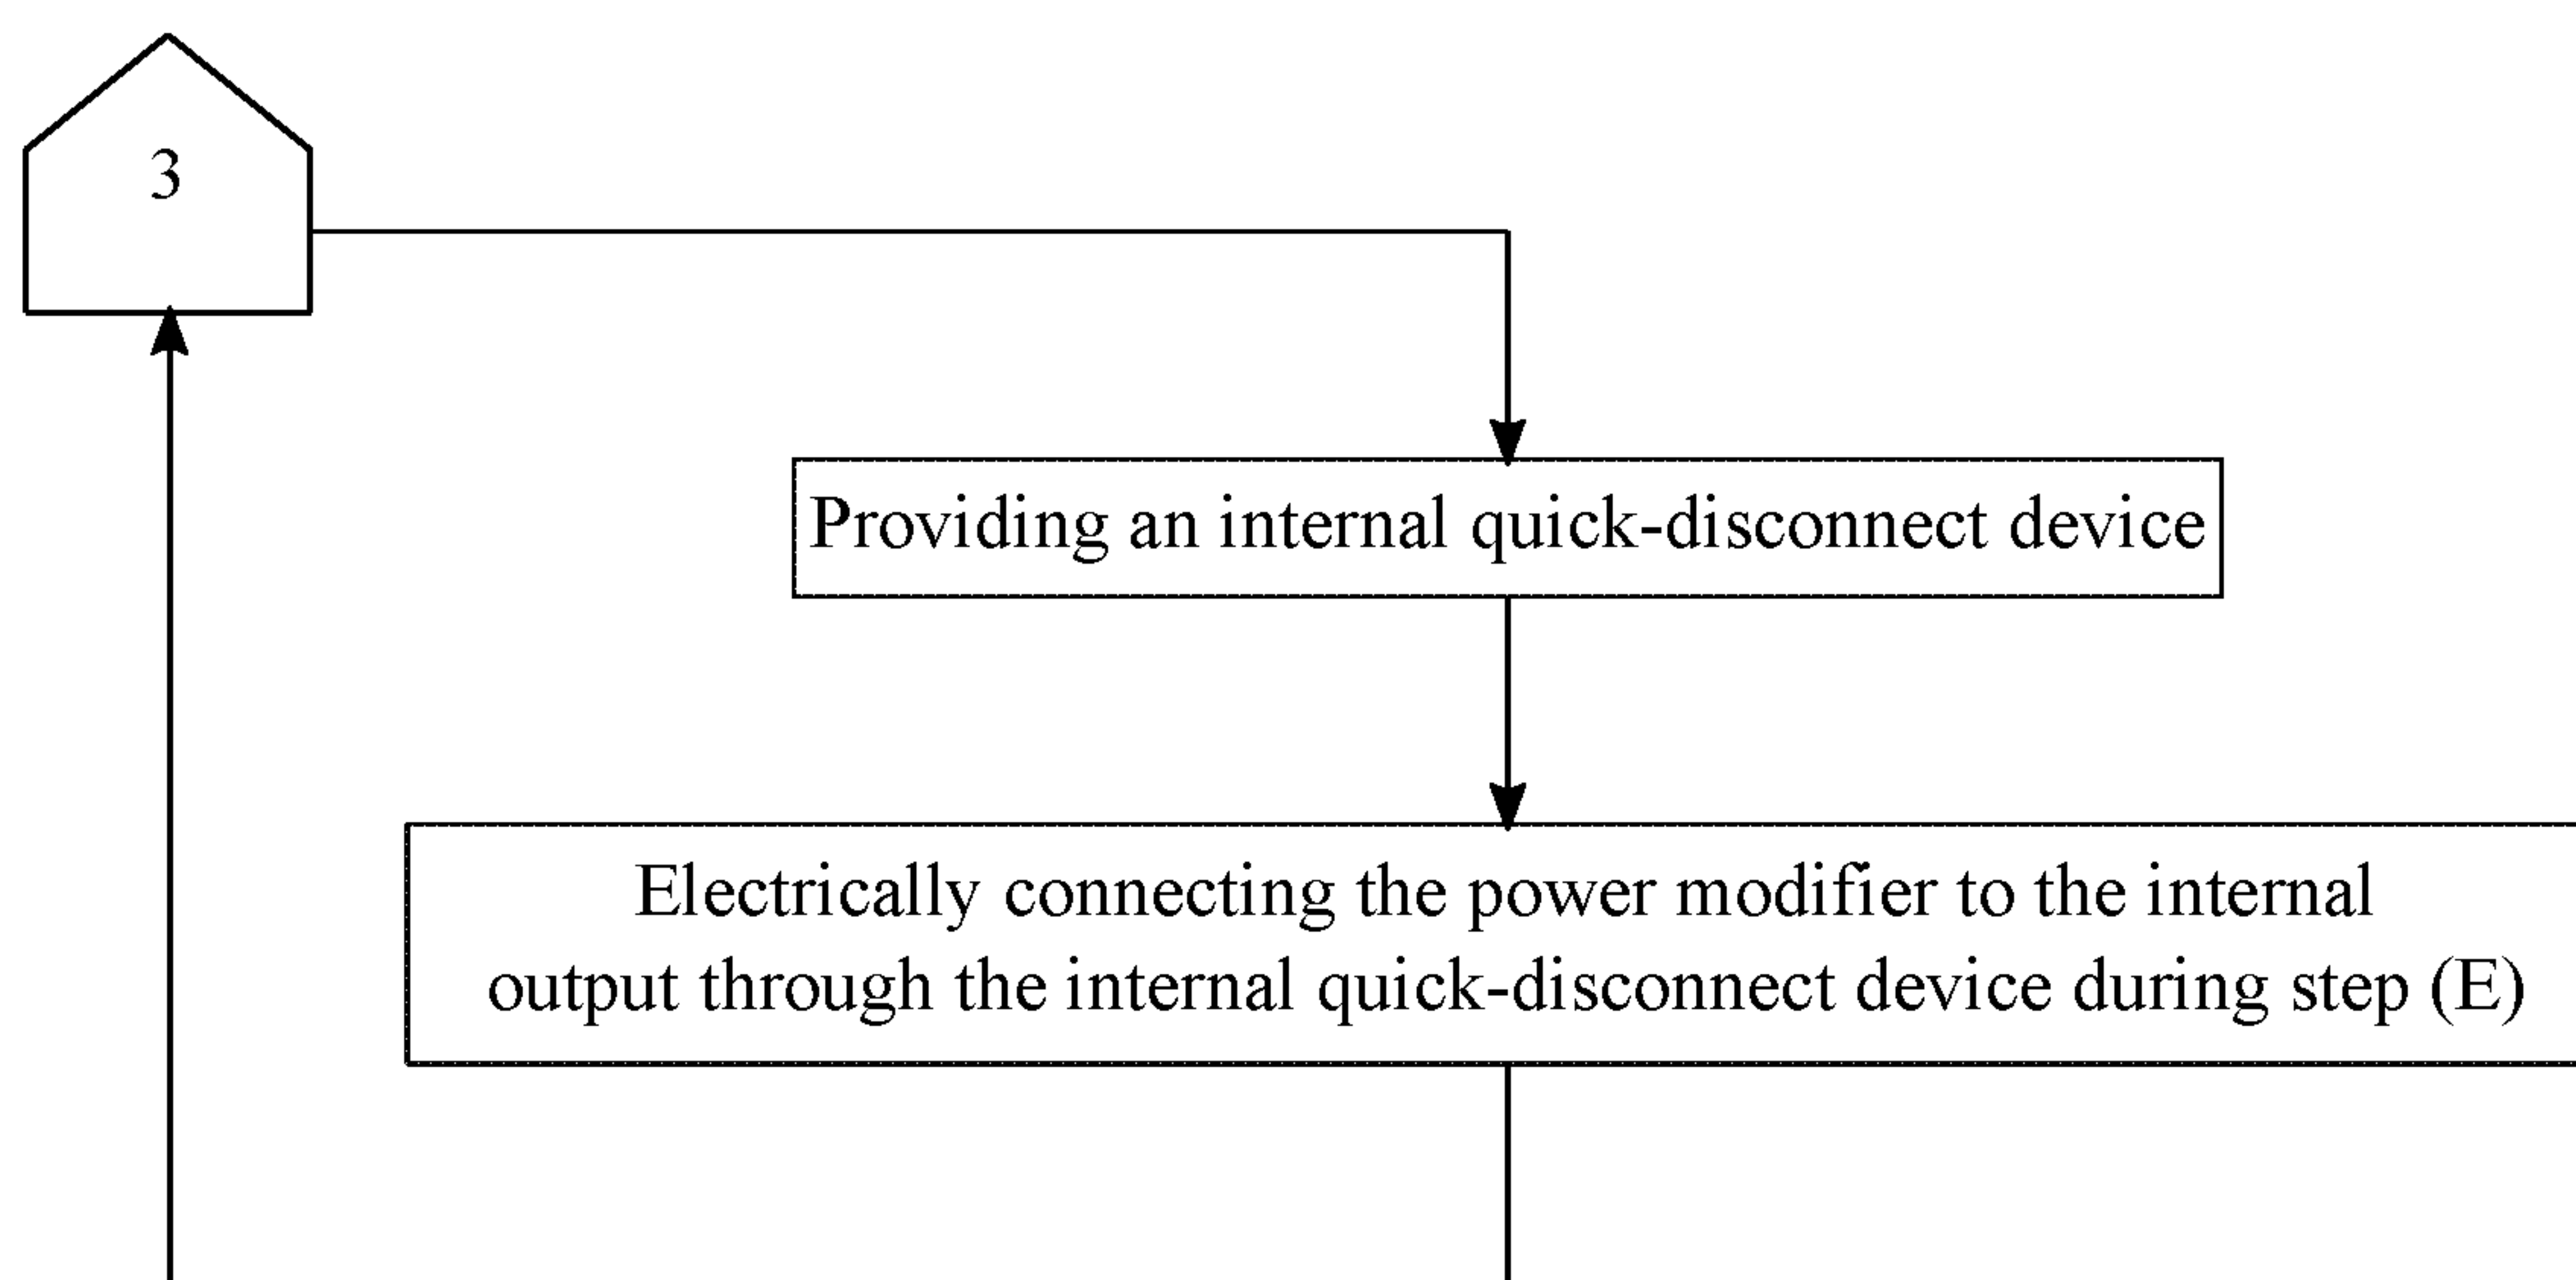 3
Providing an internal quick-disconnect device
Electrically connecting the power modifier to the internal
output through the internal quick-disconnect device during step (E)